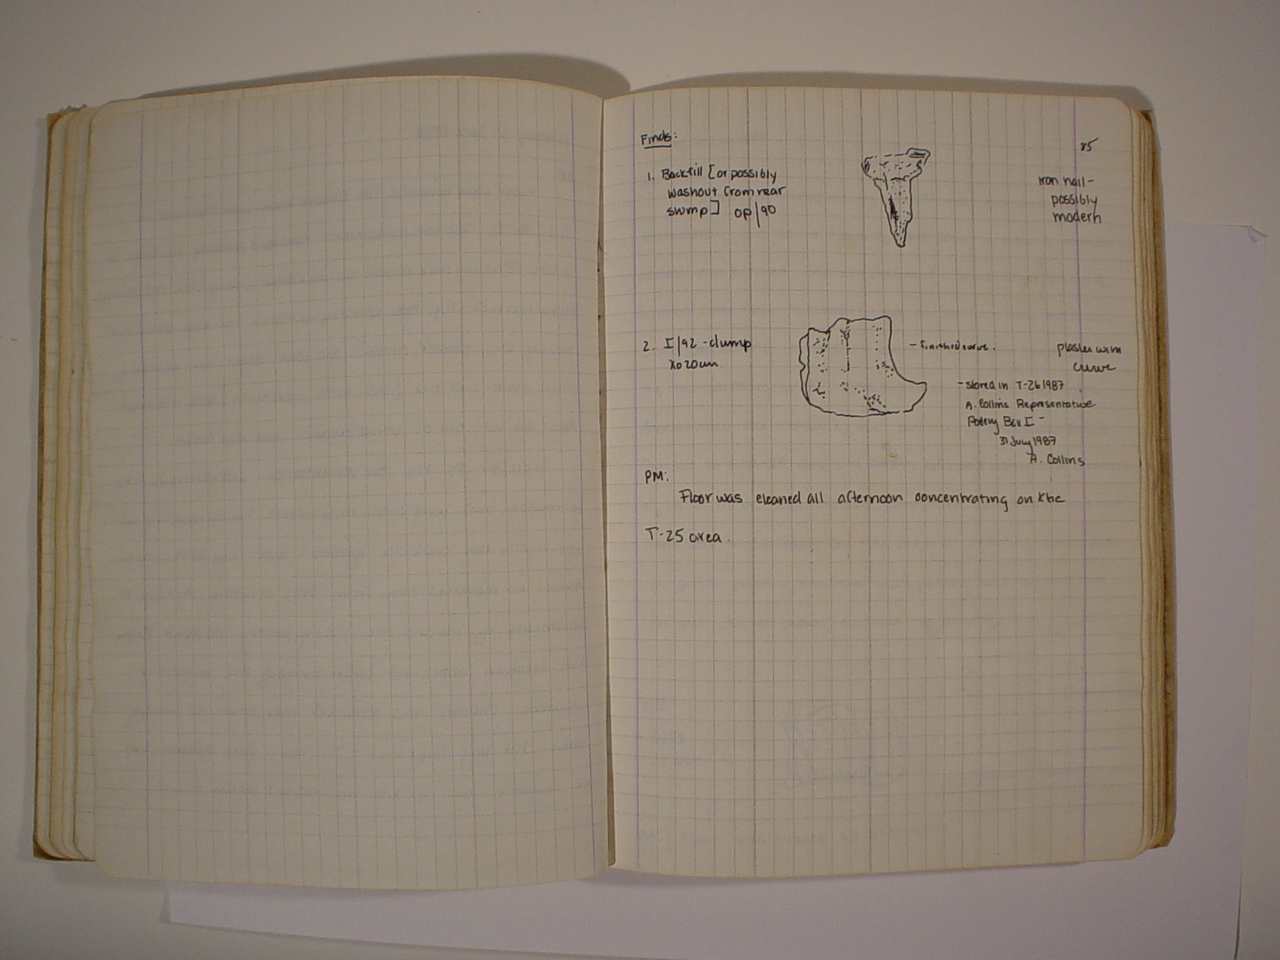 85
Finds:
1. Backfill [or possibly
washout from rear
swmp] op/90
iron nail -
possibly
modern
2. I/92 - clump
20cm
- finished curve.
plaster with
curve
- stored in T-26 1987
A. Collins Representative
Pottery Box I -
31 July 1987
A. Collins
PM:
Floor was cleaned all afternoon concentrating on the
T-25 area.